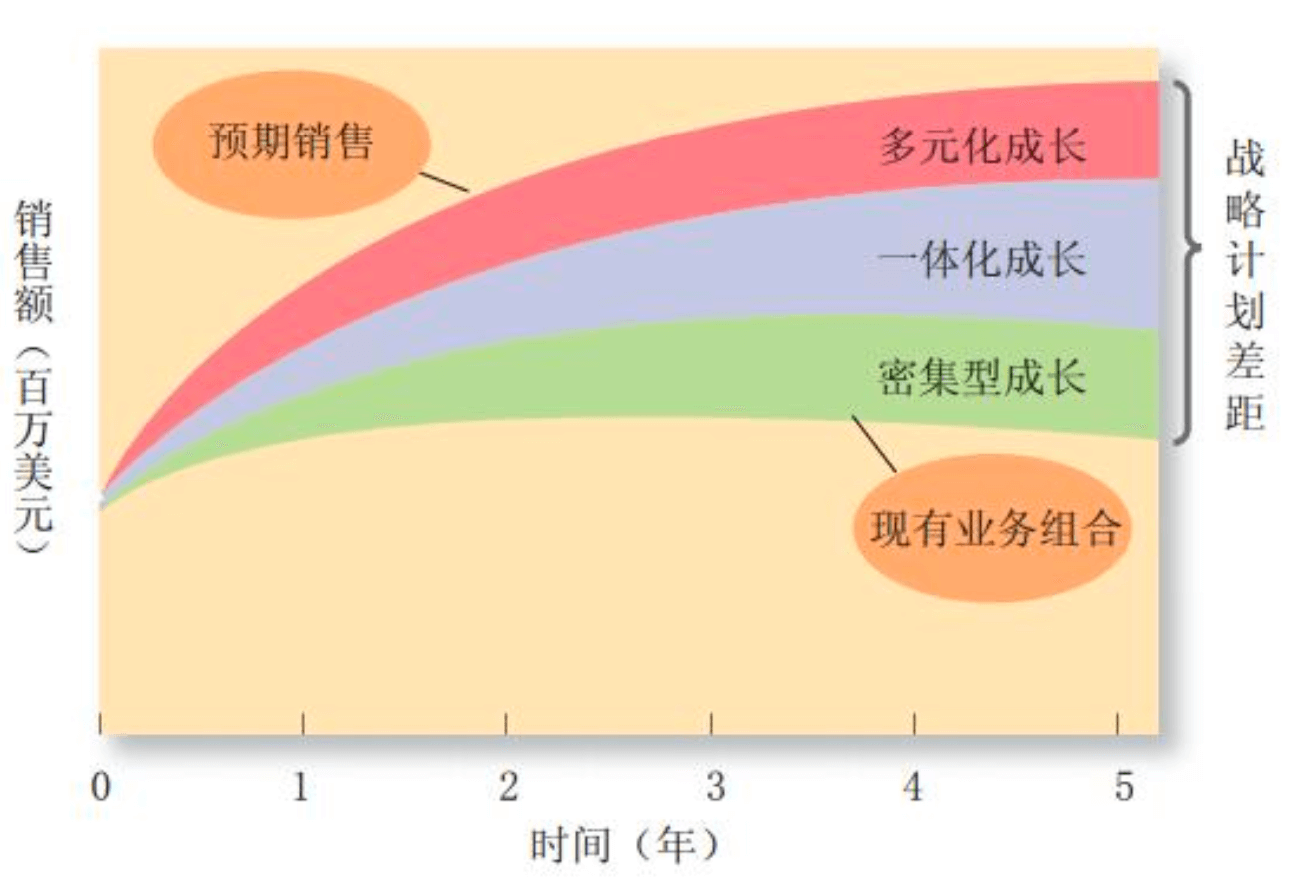 预期销售
多元化成长
一体化成长
密集型成长
现有业务组合
战略计划差距
销售额（百万美元）
0 1 2 3 4 5
时间（年）